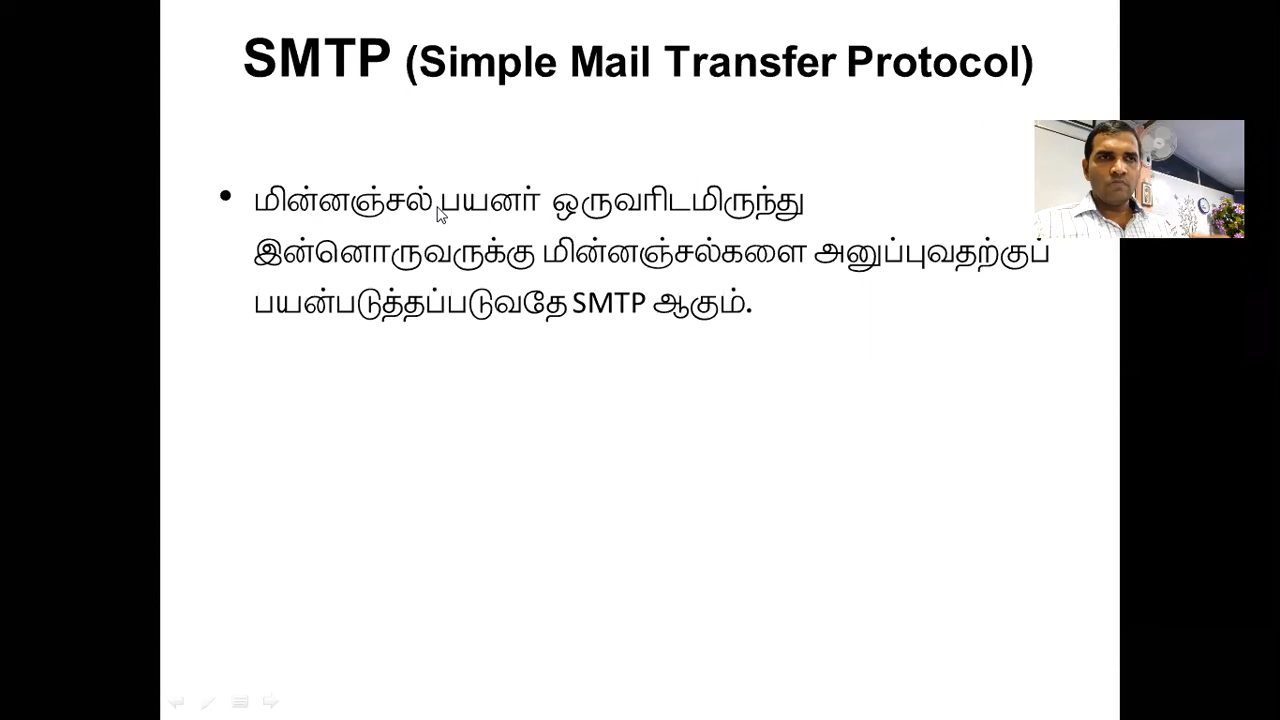 SMTP (Simple Mail Transfer Protocol)
• மின்னஞ்சல் பயனர் ஒருவரிடமிருந்து
இன்னொருவருக்கு மின்னஞ்சல்களை அனுப்புவதற்குப்
பயன்படுத்தப்படுவதே SMTP ஆகும்.